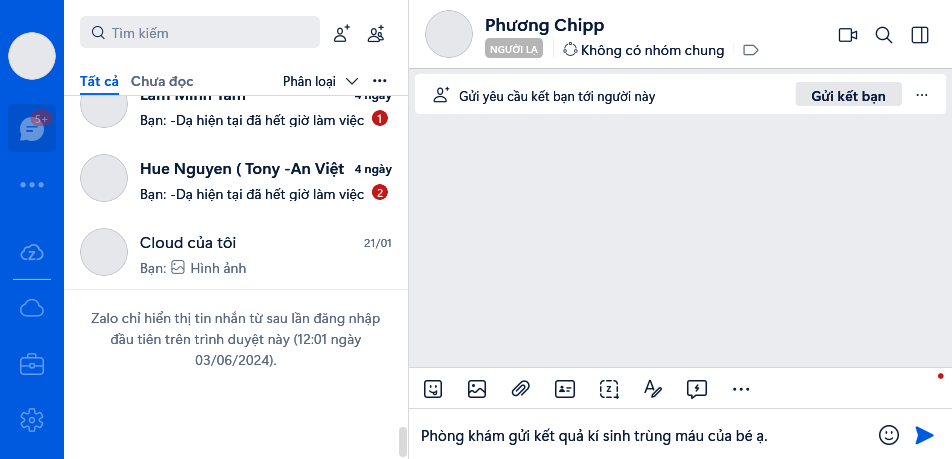 Tìm kiếm
Tất cả Chưa đọc Phân loại
Lam Minh Tam 4 ngày
Bạn: -Dạ hiện tại đã hết giờ làm việc 1
Hue Nguyen ( Tony -An Việt 4 ngày
Bạn: -Dạ hiện tại đã hết giờ làm việc 2
Cloud của tôi 21/01
Bạn: Hình ảnh
Zalo chỉ hiển thị tin nhắn từ sau lần đăng nhập
đầu tiên trên trình duyệt này (12:01 ngày
03/06/2024).
5+
Phương Chipp
NGƯỜI LẠ Không có nhóm chung
Gửi yêu cầu kết bạn tới người này Gửi kết bạn
Phòng khám gửi kết quả kí sinh trùng máu của bé ạ.